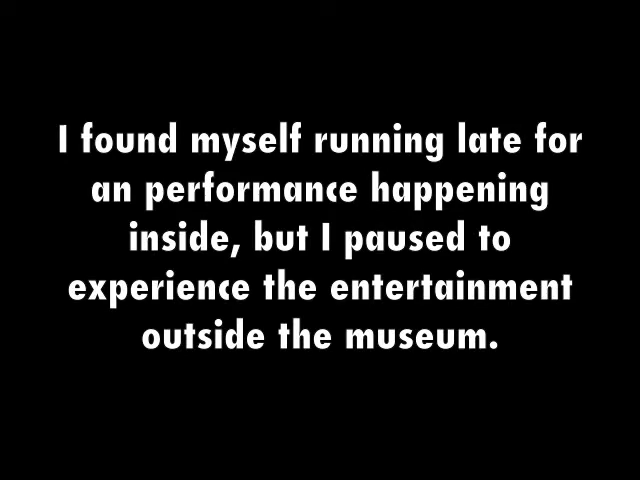 I found myself running late for
an performance happening
inside, but I paused to
experience the entertainment
outside the museum.